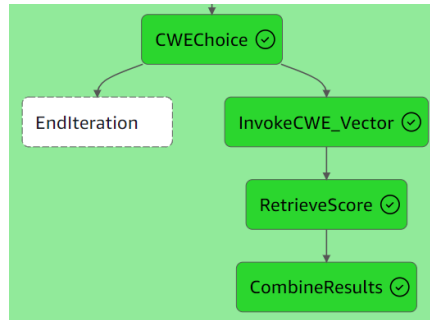 CWEChoice
EndIteration
InvokeCWE_Vector
RetrieveScore
CombineResults